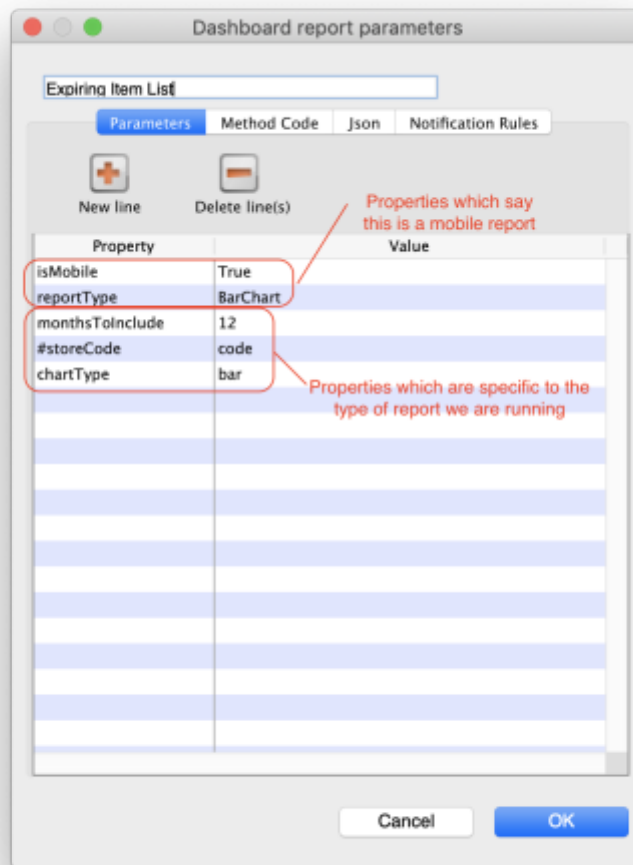 Dashboard report parameters
Expiring Item List
Parameters Method Code Json Notification Rules
New line Delete line(s)
Properties which say
this is a mobile report
Property Value
isMobile True
reportType BarChart
monthsToInclude 12
#storeCode code
chartType bar
Properties which are specific to the
type of report we are running
Cancel OK